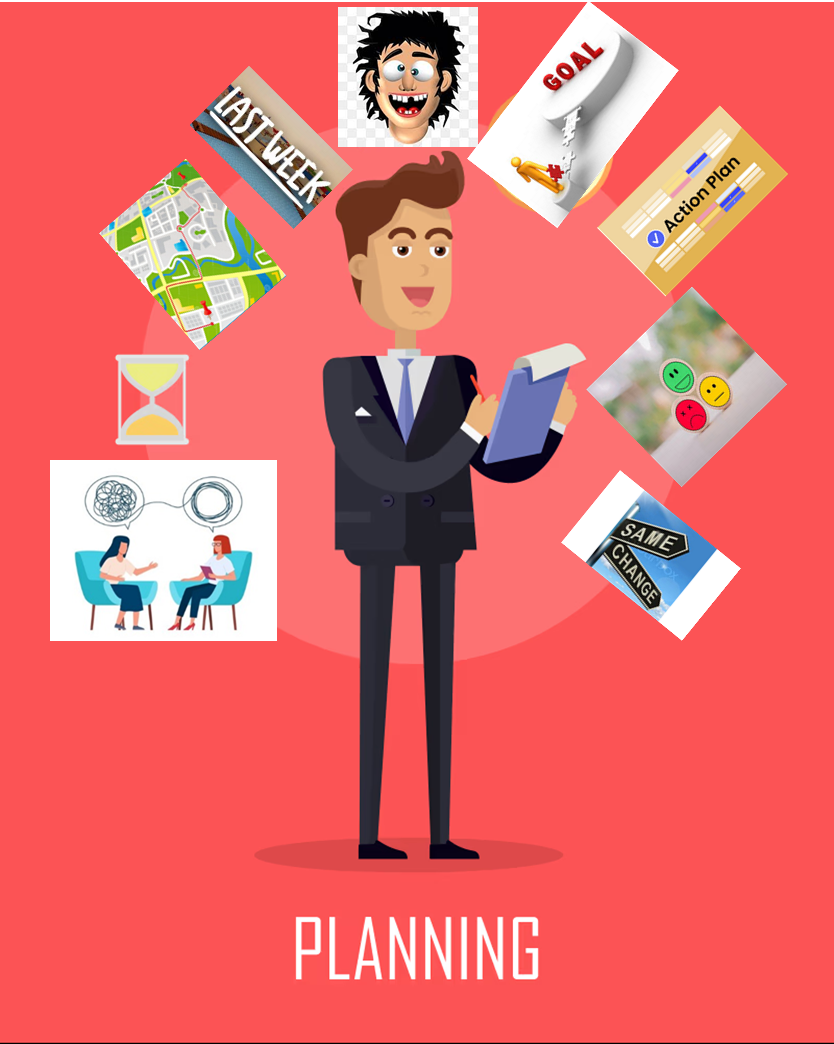 LAST WEEK
GOAL
Action Plan
SAME
CHANGE
PLANNING